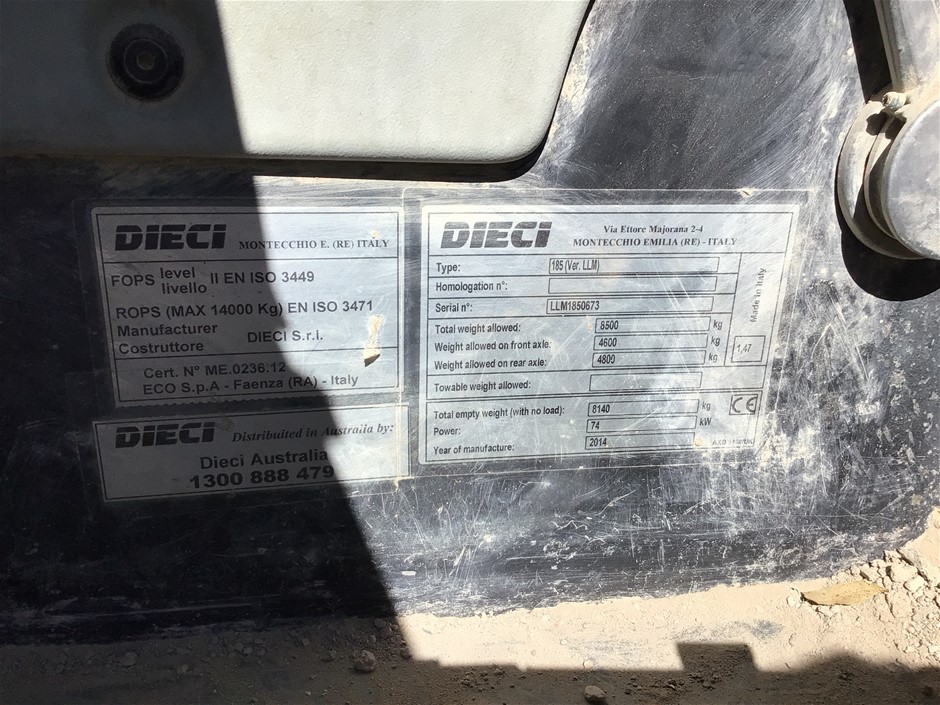 DIECI MONTECCHIO E. (RE) ITALY
FOPS level livello II EN ISO 3449
ROPS (MAX 14000 Kg) EN ISO 3471
Manufacturer
Costruttore DIECI S.r.i.
Cert. N° ME.0236.12
ECO S.p.A - Faenza (RA) - Italy
DIECI Distribuited in Australia by:
Dieci Australia
1300 888 479
DIECI Via Ettore Majorana 2-4
MONTECCHIO EMILIA (RE) - ITALY
Type: 185 (Ver. LLM)
Homologation n°:
Serial n°: LLM1850673
Total weight allowed: 8500 kg
Weight allowed on front axle: 4600 kg
Weight allowed on rear axle: 4800 kg
Towable weight allowed:
Total empty weight (with no load): 8140 kg
Power: 74 kW
Year of manufacture: 2014
Made in Italy
1,47
CE